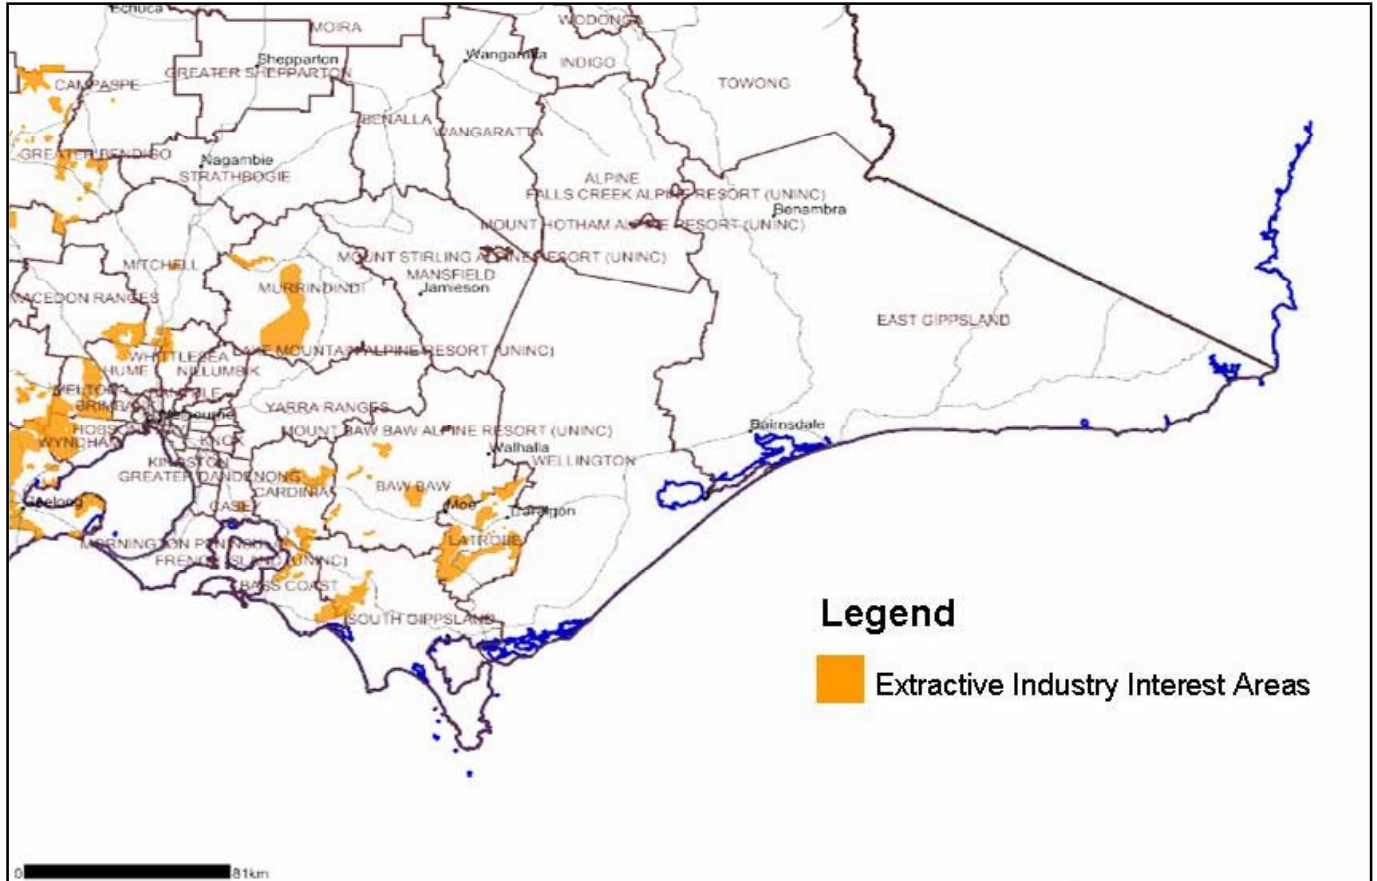 Echuca
MOIRA
WODONGA
Shepparton
Wangaratta
GREATER SHEPPARTON
INDIGO
CAMPASPE
TOWONG
BENALLA
WANGARATTA
GREATER BENDIGO
Nagambie
STRATHBOGIE
ALPINE
FALLS CREEK ALPINE RESORT (UNINC)
Benambra
MOUNT HOTHAM ALPINE RESORT (UNINC)
MOUNT STIRLING ALPINE RESORT (UNINC)
MITCHELL
MANSFIELD
Jamieson
MURRINDINDI
MACEDON RANGES
EAST GIPPSLAND
WHITTLESEA
LAKE MOUNTAIN ALPINE RESORT (UNINC)
HUME
NILLUMBIK
MELTON
BRIMBANK
Melbourne
YARRA RANGES
HOBSONS
WYNDHAM
KNOX
MOUNT BAW BAW ALPINE RESORT (UNINC)
Bairnsdale
Walhalla
WELLINGTON
KINGSTON
GREATER DANDENONG
CARDINIA
BAW BAW
Geelong
CASEY
Moe
Traralgon
LATROBE
MORNINGTON PENINSULA
FRENCH ISLAND (UNINC)
BASS COAST
SOUTH GIPPSLAND
Legend
Extractive Industry Interest Areas
0 81km